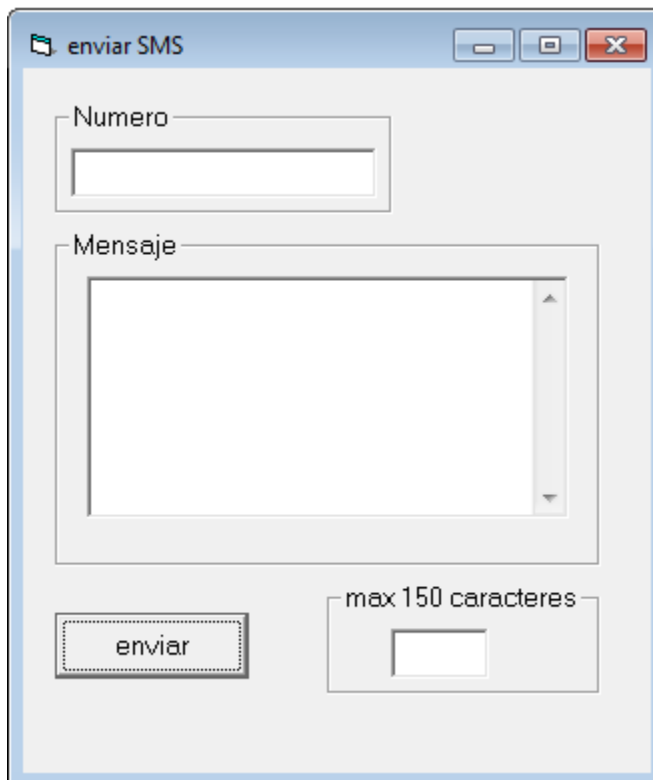 enviar SMS
Numero
Mensaje
enviar
max 150 caracteres